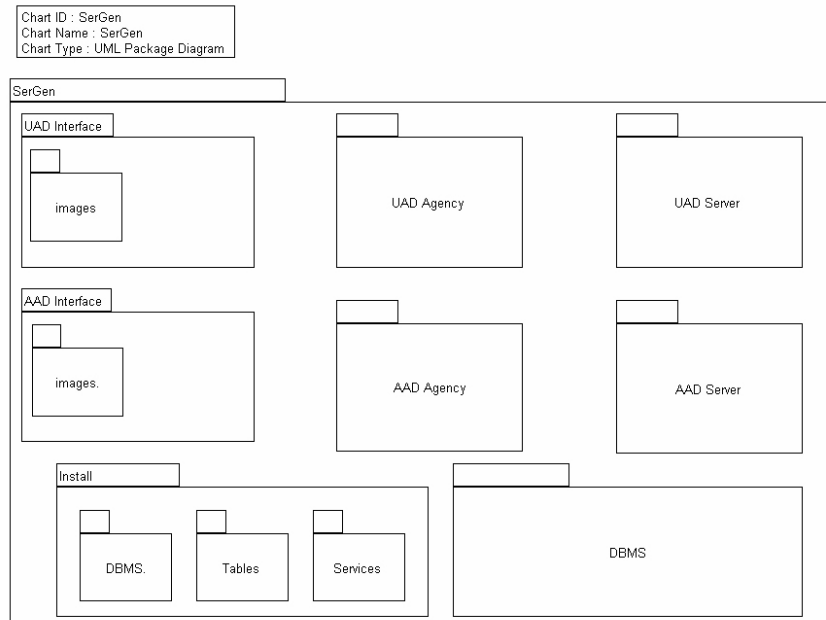 Chart ID : SerGen
Chart Name : SerGen
Chart Type : UML Package Diagram
SerGen
UAD Interface
images
UAD Agency
UAD Server
AAD Interface
images.
AAD Agency
AAD Server
Install
DBMS.
Tables
Services
DBMS